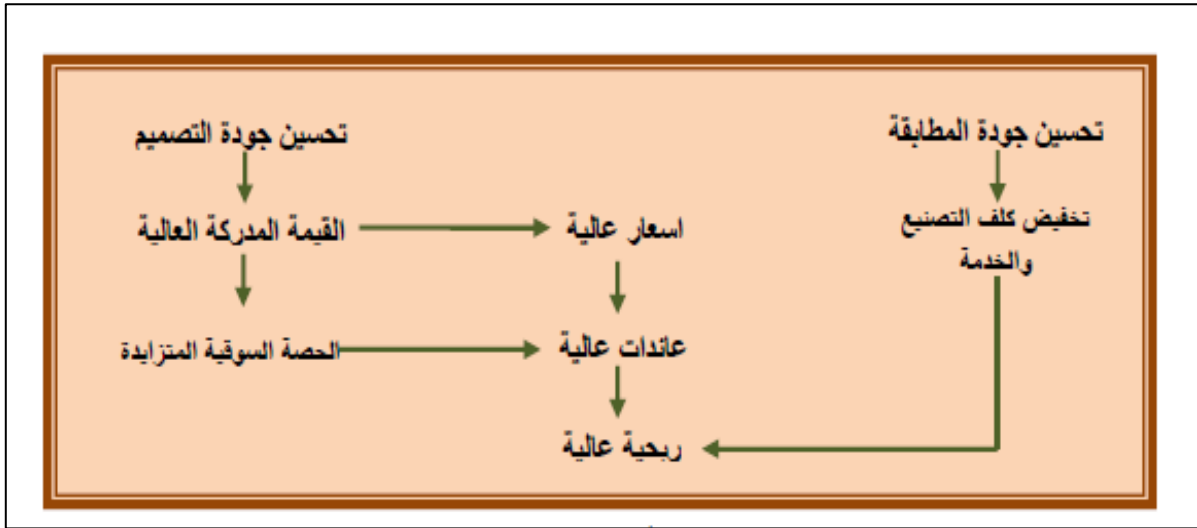 تحسين جودة المطابقة
تحسين جودة التصميم
تخفيض كلف التصنيع
والخدمة
اسعار عالية
القيمة المدركة العالية
عائدات عالية
الحصة السوقية المتزايدة
ربحية عالية